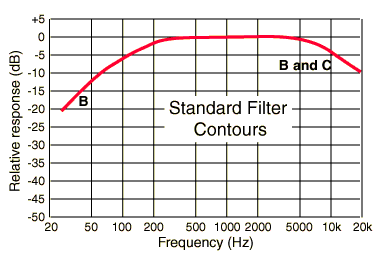 +5
0
-5
-10
-15
-20
-25
-30
-35
-40
-45
-50
Relative response (dB)
B
B and C
Standard Filter
Contours
20 50 100 200 500 1000 2000 5000 10k 20k
Frequency (Hz)